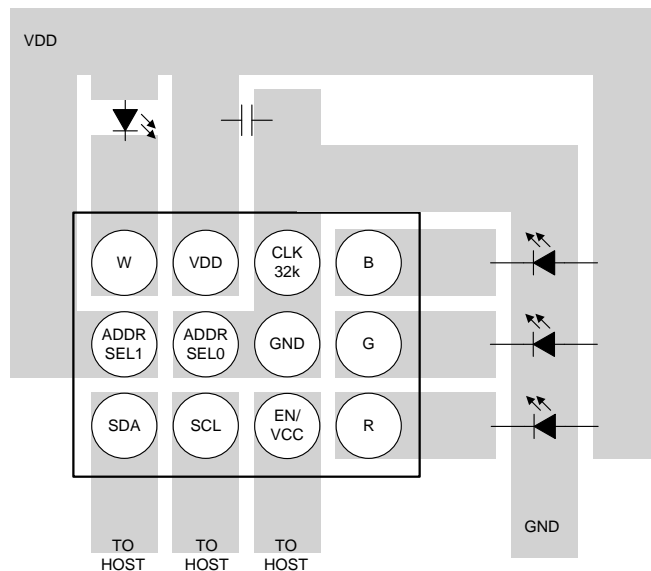 VDD
W
VDD
CLK
32k
B
ADDR
SEL1
ADDR
SEL0
GND
G
SDA
SCL
EN/
VCC
R
GND
TO
HOST
TO
HOST
TO
HOST